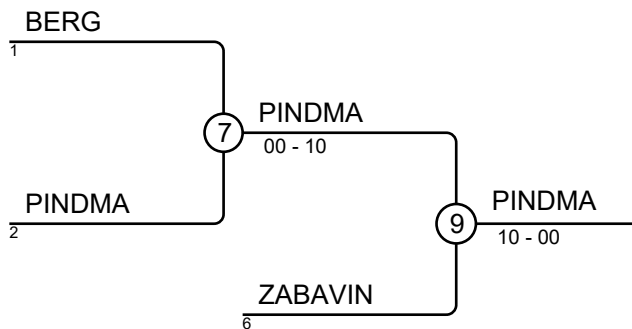 BERG
1
7
PINDMA
00 - 10
PINDMA
2
9
PINDMA
10 - 00
ZABAVIN
6